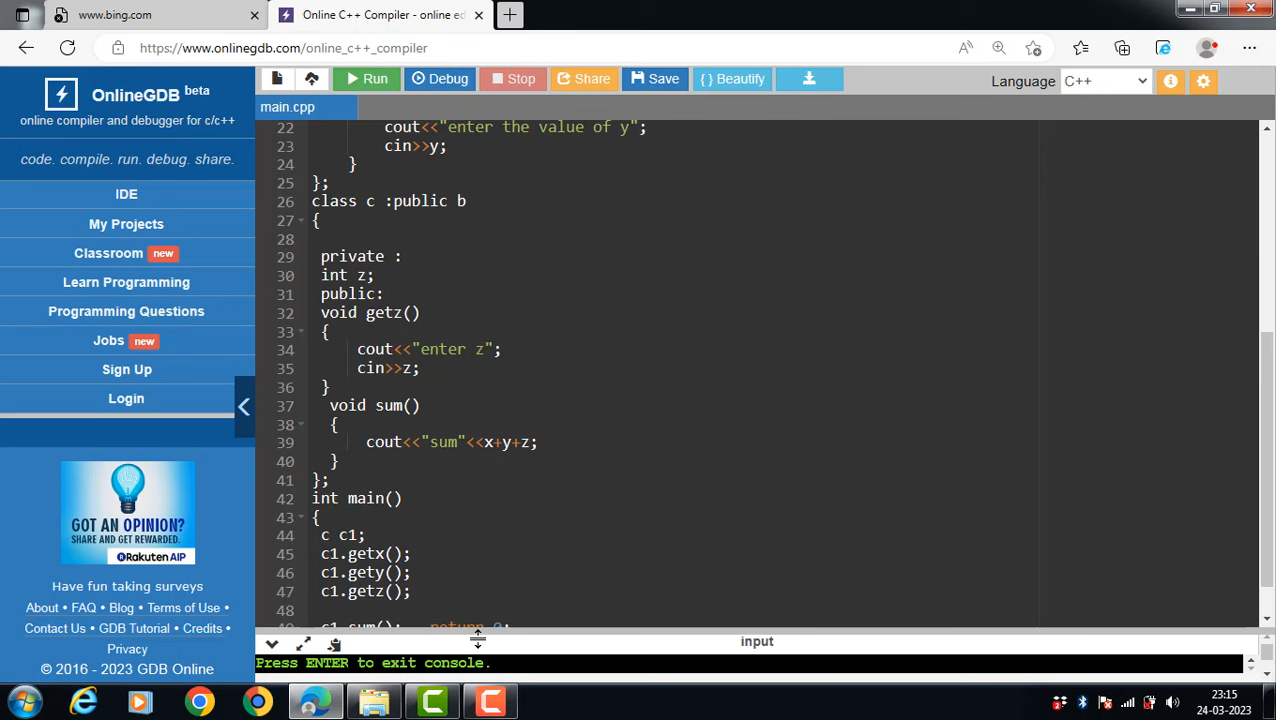 www.bing.com
Online C++ Compiler - online ed
https://www.onlinegdb.com/online_c++_compiler
OnlineGDB beta
online compiler and debugger for c/c++
code. compile. run. debug. share.
IDE
My Projects
Classroom new
Learn Programming
Programming Questions
Jobs new
Sign Up
Login
GOT AN OPINION?
SHARE AND GET REWARDED.
Rakuten AIP
Have fun taking surveys
About • FAQ • Blog • Terms of Use •
Contact Us • GDB Tutorial • Credits •
Privacy
© 2016 - 2023 GDB Online
Run Debug Stop Share Save { } Beautify
Language C++
main.cpp
22 cout<<"enter the value of y";
23 cin>>y;
24 }
25 };
26 class c :public b
27 {
28
29 private :
30 int z;
31 public:
32 void getz()
33 {
34 cout<<"enter z";
35 cin>>z;
36 }
37 void sum()
38 {
39 cout<<"sum"<<x+y+z;
40 }
41 };
42 int main()
43 {
44 c c1;
45 c1.getx();
46 c1.gety();
47 c1.getz();
48
49 c1.sum(); return 0;
input
Press ENTER to exit console.
23:15
24-03-2023